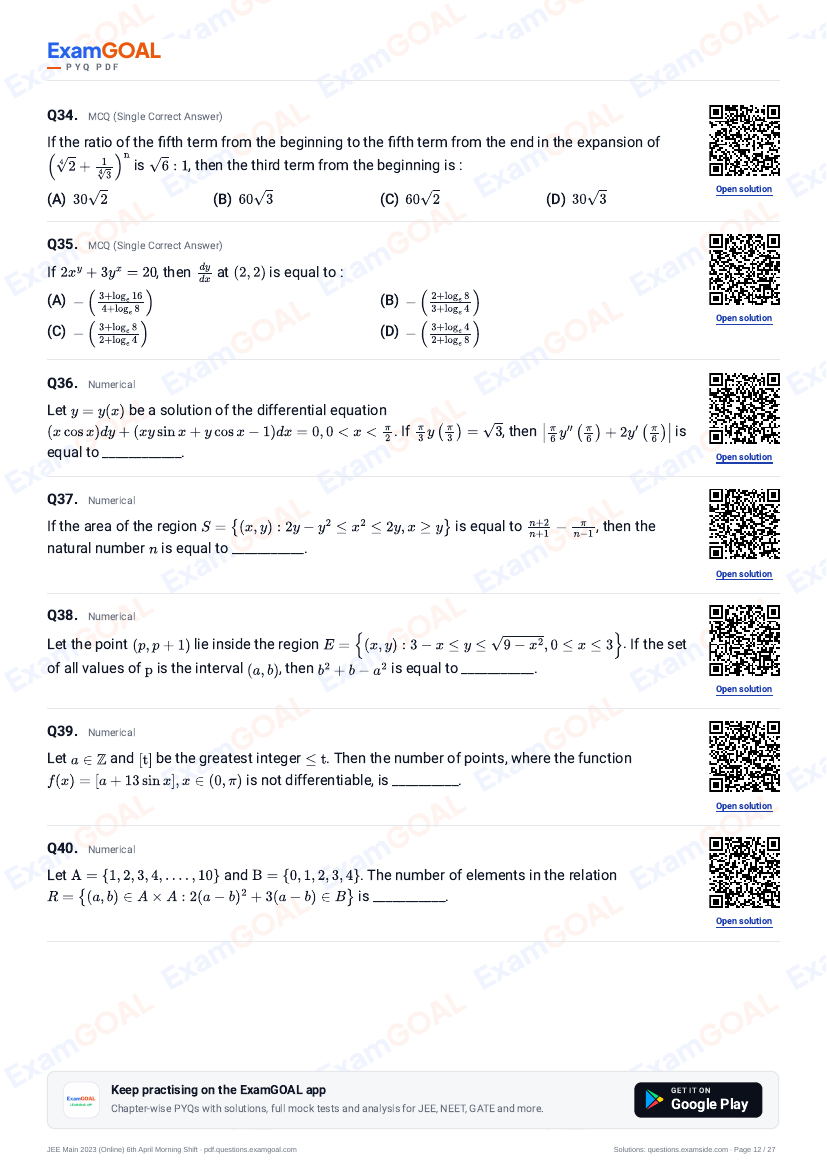 ExamGOAL
PYQ PDF
Q34. MCQ (Single Correct Answer)
If the ratio of the fifth term from the beginning to the fifth term from the end in the expansion of
(∜2 + 1/∜3)ⁿ is √6 : 1, then the third term from the beginning is :
(A) 30√2 (B) 60√3 (C) 60√2 (D) 30√3
Open solution
Q35. MCQ (Single Correct Answer)
If 2x^y + 3y^x = 20, then dy/dx at (2, 2) is equal to :
(A) −((3+log_e 16)/(4+log_e 8)) (B) −((2+log_e 8)/(3+log_e 4))
(C) −((3+log_e 8)/(2+log_e 4)) (D) −((3+log_e 4)/(2+log_e 8))
Open solution
Q36. Numerical
Let y = y(x) be a solution of the differential equation
(x cos x)dy + (xy sin x + y cos x − 1)dx = 0, 0 < x < π/2. If π/3 y(π/3) = √3, then |π/6 y″(π/6) + 2y′(π/6)| is
equal to ___________.
Open solution
Q37. Numerical
If the area of the region S = {(x, y) : 2y − y² ≤ x² ≤ 2y, x ≥ y} is equal to (n+2)/(n+1) − π/(n−1), then the
natural number n is equal to __________.
Open solution
Q38. Numerical
Let the point (p, p + 1) lie inside the region E = {(x, y) : 3 − x ≤ y ≤ √(9 − x²), 0 ≤ x ≤ 3}. If the set
of all values of p is the interval (a, b), then b² + b − a² is equal to __________.
Open solution
Q39. Numerical
Let a ∈ ℤ and [t] be the greatest integer ≤ t. Then the number of points, where the function
f(x) = [a + 13 sin x], x ∈ (0, π) is not differentiable, is __________.
Open solution
Q40. Numerical
Let A = {1, 2, 3, 4, . . . . , 10} and B = {0, 1, 2, 3, 4}. The number of elements in the relation
R = {(a, b) ∈ A × A : 2(a − b)² + 3(a − b) ∈ B} is __________.
Open solution
Keep practising on the ExamGOAL app
Chapter-wise PYQs with solutions, full mock tests and analysis for JEE, NEET, GATE and more.
GET IT ON
Google Play
JEE Main 2023 (Online) 6th April Morning Shift · pdf.questions.examgoal.com
Solutions: questions.examside.com · Page 12 / 27